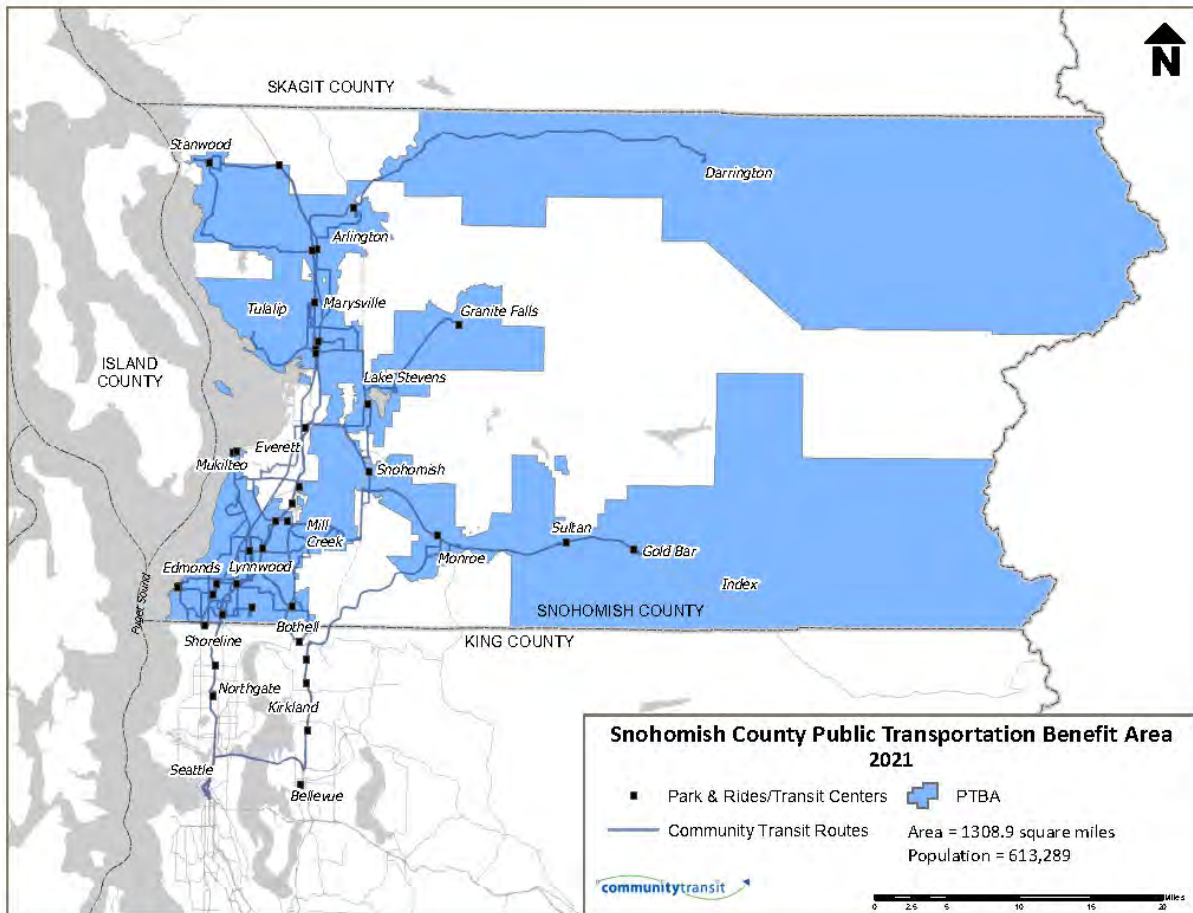 N
SKAGIT COUNTY
Stanwood
Darrington
Arlington
Tulalip
Marysville
Granite Falls
ISLAND
COUNTY
Lake Stevens
Everett
Mukilteo
Snohomish
Mill
Creek
Sultan
Monroe
Gold Bar
Edmonds
Lynnwood
Index
Puget Sound
SNOHOMISH COUNTY
Bothell
Shoreline
KING COUNTY
Northgate
Kirkland
Seattle
Bellevue
Snohomish County Public Transportation Benefit Area
2021
Park & Rides/Transit Centers
PTBA
Community Transit Routes
Area = 1308.9 square miles
Population = 613,289
communitytransit
Miles
0 2.5 5 10 15 20